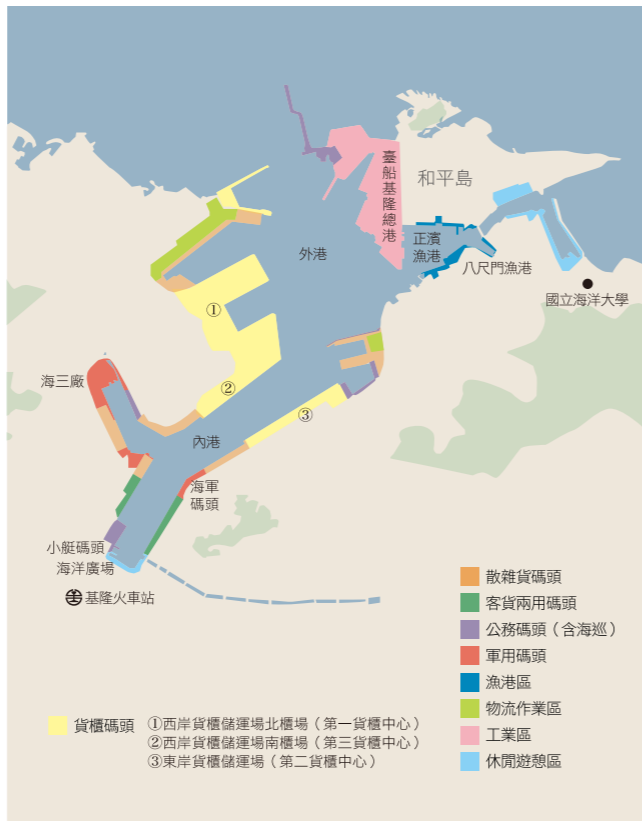 和平島
臺船基隆總港
外港
正濱
漁港
八尺門漁港
國立海洋大學
①
②
海三廠
③
內港
海軍
碼頭
小艇碼頭
海洋廣場
基隆火車站
散雜貨碼頭
客貨兩用碼頭
公務碼頭（含海巡）
軍用碼頭
漁港區
物流作業區
工業區
休閒遊憩區
貨櫃碼頭
①西岸貨櫃儲運場北櫃場（第一貨櫃中心）
②西岸貨櫃儲運場南櫃場（第三貨櫃中心）
③東岸貨櫃儲運場（第二貨櫃中心）